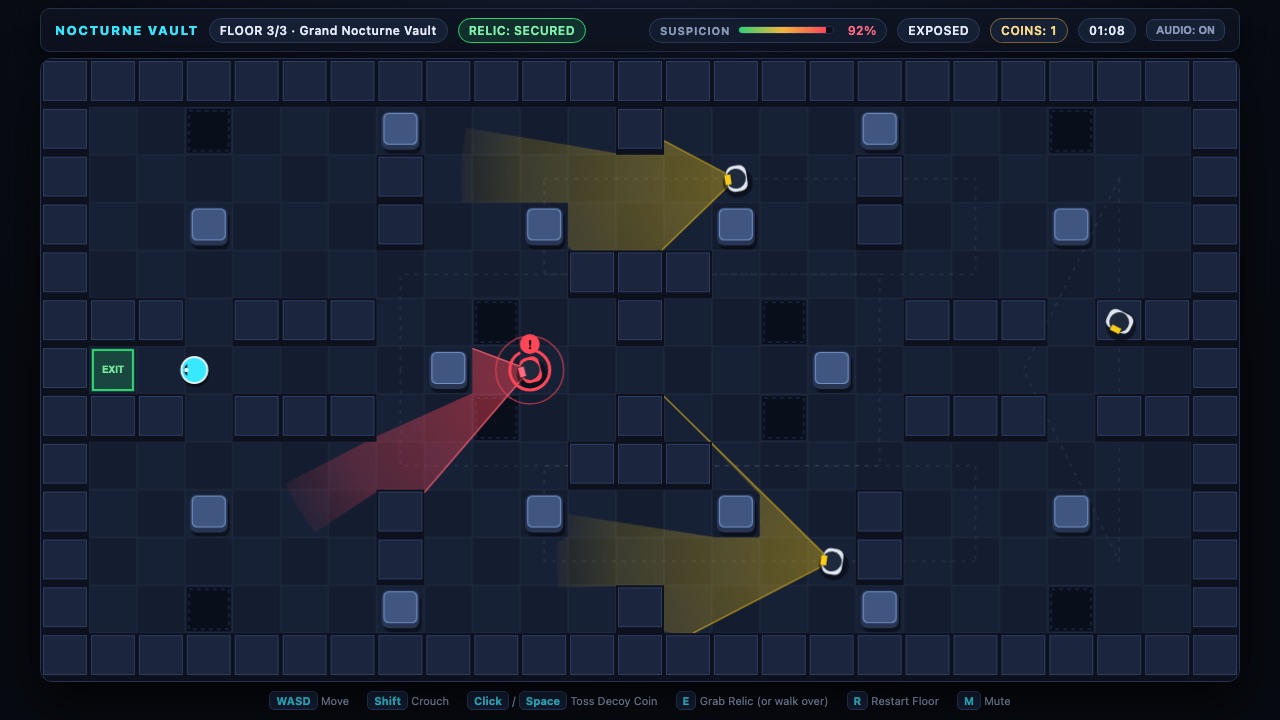 NOCTURNE VAULT FLOOR 3/3 · Grand Nocturne Vault RELIC: SECURED SUSPICION 92% EXPOSED COINS: 1 01:08 AUDIO: ON
!
EXIT
WASD Move Shift Crouch Click / Space Toss Decoy Coin E Grab Relic (or walk over) R Restart Floor M Mute